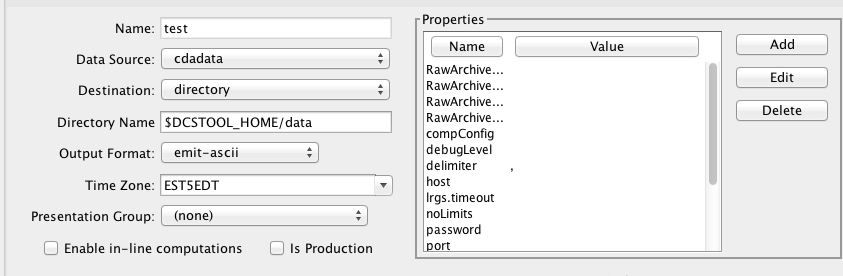 Name: test
Data Source: cdadata
Destination: directory
Directory Name $DCSTOOL_HOME/data
Output Format: emit-ascii
Time Zone: EST5EDT
Presentation Group: (none)
Enable in-line computations Is Production
Properties
Name Value
RawArchive...
RawArchive...
RawArchive...
RawArchive...
compConfig
debugLevel
delimiter ,
host
lrgs.timeout
noLimits
password
port
Add
Edit
Delete